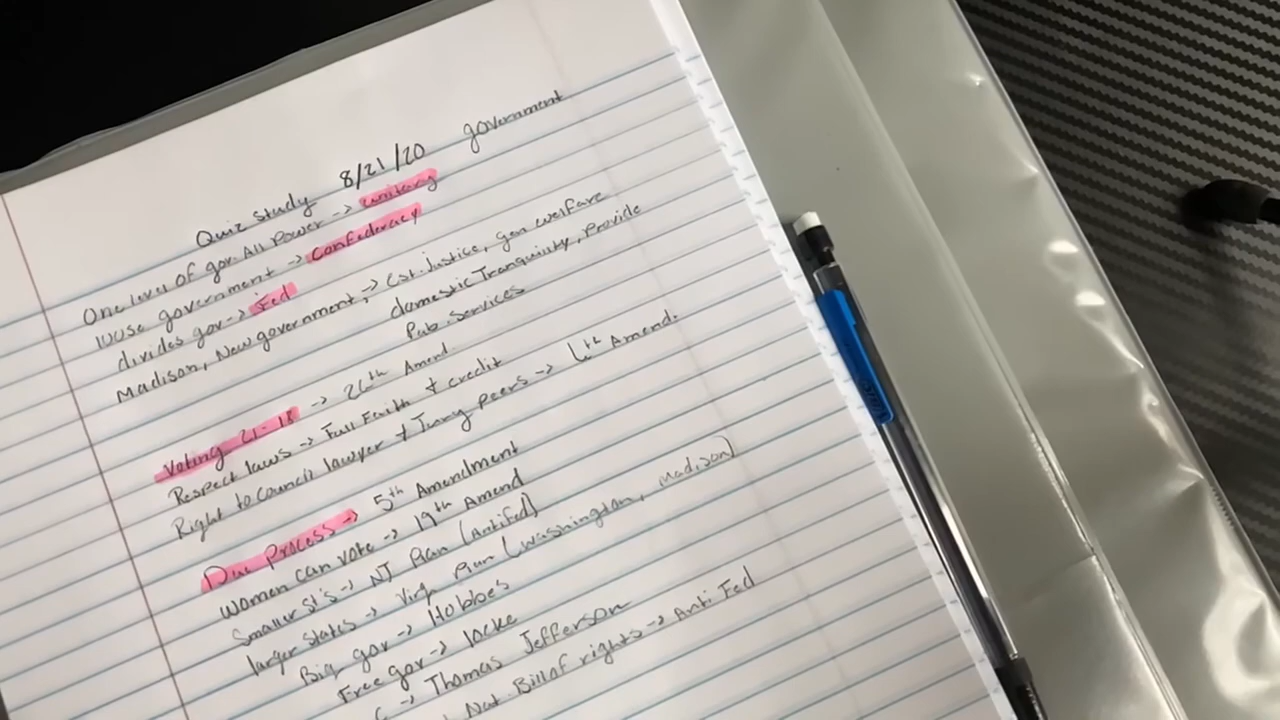 government
Quiz Study 8/21/20
One level of gov. All Power -> unitary
loose government -> Confederacy
divides gov -> Fed
Madison, New government, -> Est. justice, gen welfare
domestic Tranquility, Provide
Pub. Services
Voting 21-18 -> 26th Amend.
Respect laws -> Full Faith & credit
Right to council lawyer & Jury peers -> 6th Amend.
Due Process -> 5th Amendment
Women can vote -> 19th Amend
Smaller St's -> NJ Plan (Antifed)
larger states -> Virg Plan (Washington, Madison)
Big gov -> Hobbes
Free gov -> locke
-> Thomas Jefferson
Nat. Bill of rights -> Anti Fed